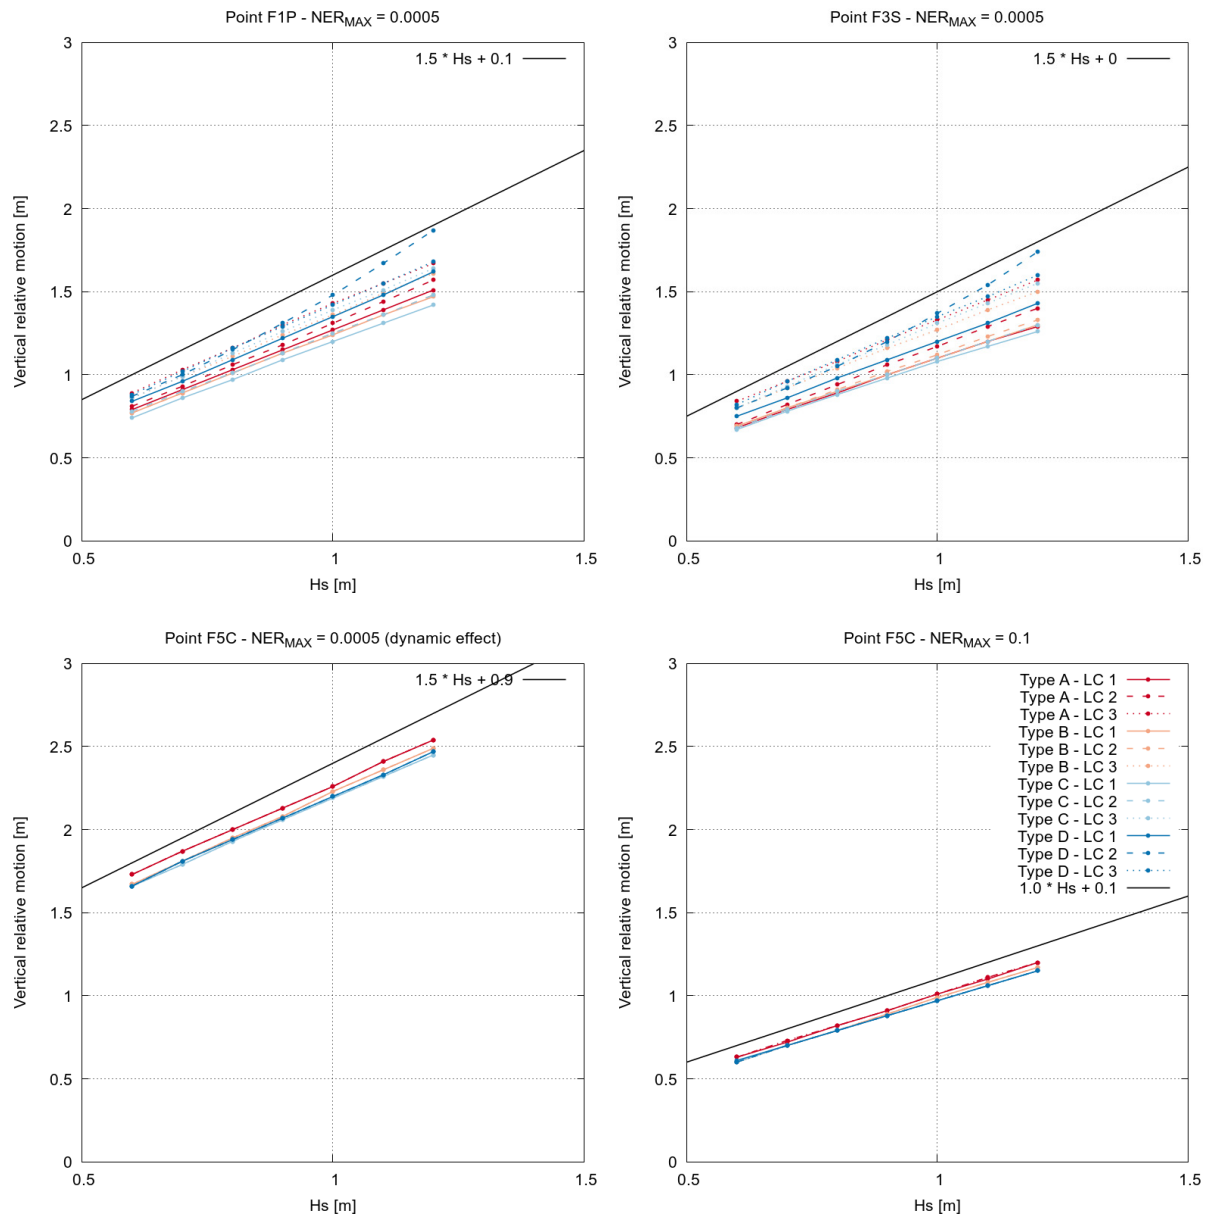 Point F1P - NERMAX = 0.0005
1.5 * Hs + 0.1
Vertical relative motion [m]
3
2.5
2
1.5
1
0.5
0
0.5
1
1.5
Hs [m]
Point F3S - NERMAX = 0.0005
1.5 * Hs + 0
Vertical relative motion [m]
3
2.5
2
1.5
1
0.5
0
0.5
1
1.5
Hs [m]
Point F5C - NERMAX = 0.0005 (dynamic effect)
1.5 * Hs + 0.9
Vertical relative motion [m]
3
2.5
2
1.5
1
0.5
0
0.5
1
1.5
Hs [m]
Point F5C - NERMAX = 0.1
Type A - LC 1
Type A - LC 2
Type A - LC 3
Type B - LC 1
Type B - LC 2
Type B - LC 3
Type C - LC 1
Type C - LC 2
Type C - LC 3
Type D - LC 1
Type D - LC 2
Type D - LC 3
1.0 * Hs + 0.1
Vertical relative motion [m]
3
2.5
2
1.5
1
0.5
0
0.5
1
1.5
Hs [m]